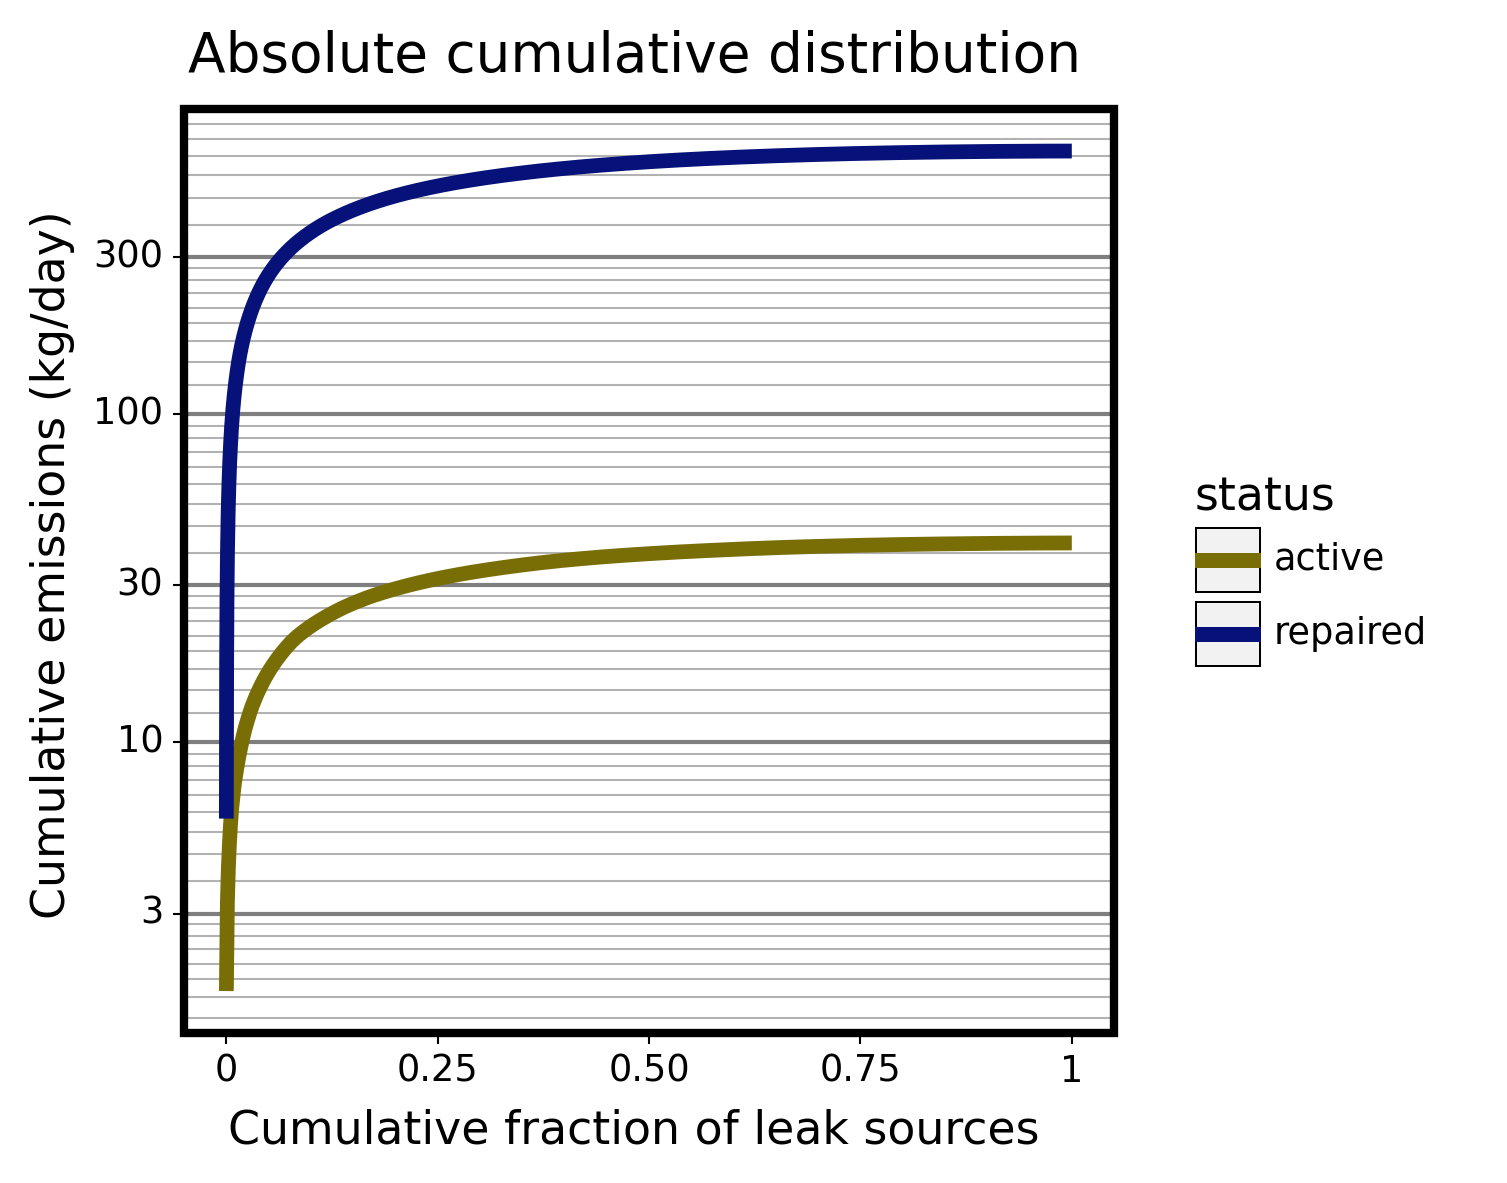 Absolute cumulative distribution
Cumulative emissions (kg/day)
300
100
30
10
3
0
0.25
0.50
0.75
1
Cumulative fraction of leak sources
status
active
repaired